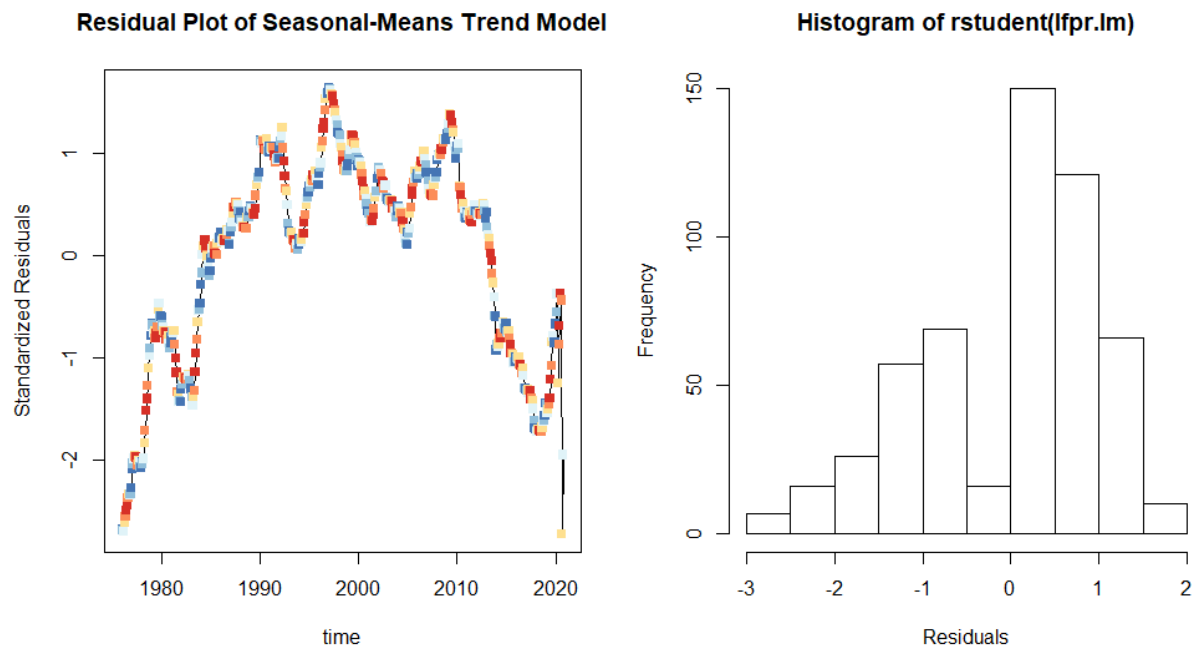 Residual Plot of Seasonal-Means Trend Model
Standardized Residuals
1
0
-1
-2
1980 1990 2000 2010 2020
time
Histogram of rstudent(lfpr.lm)
Frequency
150
100
50
0
-3 -2 -1 0 1 2
Residuals